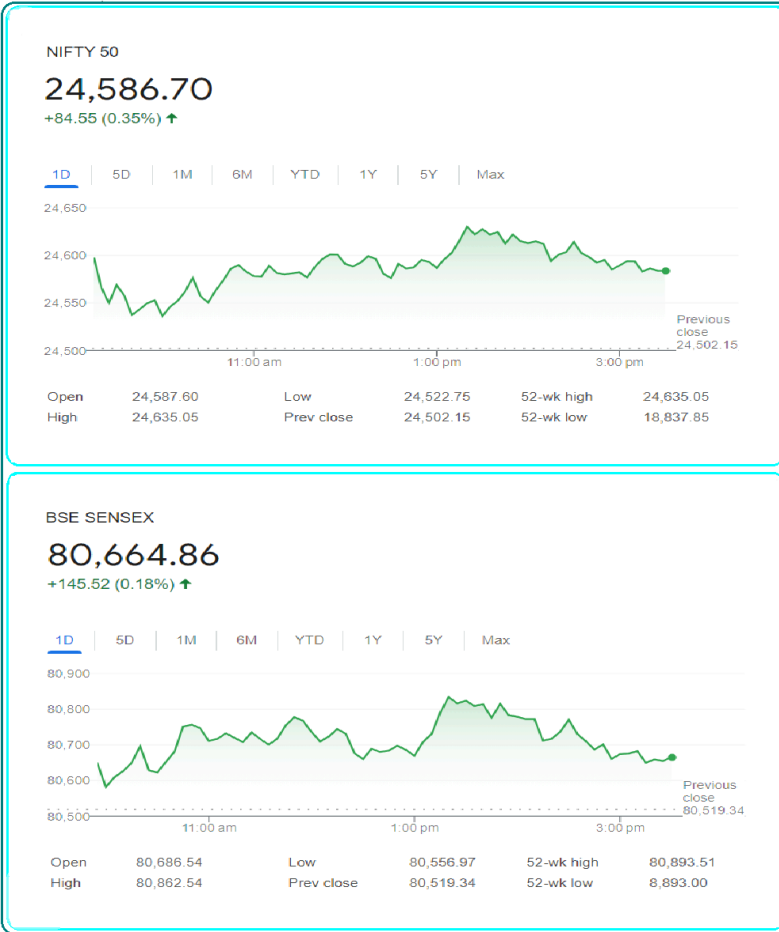 NIFTY 50
24,586.70
+84.55 (0.35%) ↑
1D 5D 1M 6M YTD 1Y 5Y Max
24,650
24,600
24,550
24,500
Previous
close
24,502.15
11:00 am 1:00 pm 3:00 pm
Open 24,587.60 Low 24,522.75 52-wk high 24,635.05
High 24,635.05 Prev close 24,502.15 52-wk low 18,837.85
BSE SENSEX
80,664.86
+145.52 (0.18%) ↑
1D 5D 1M 6M YTD 1Y 5Y Max
80,900
80,800
80,700
80,600
80,500
Previous
close
80,519.34
11:00 am 1:00 pm 3:00 pm
Open 80,686.54 Low 80,556.97 52-wk high 80,893.51
High 80,862.54 Prev close 80,519.34 52-wk low 8,893.00